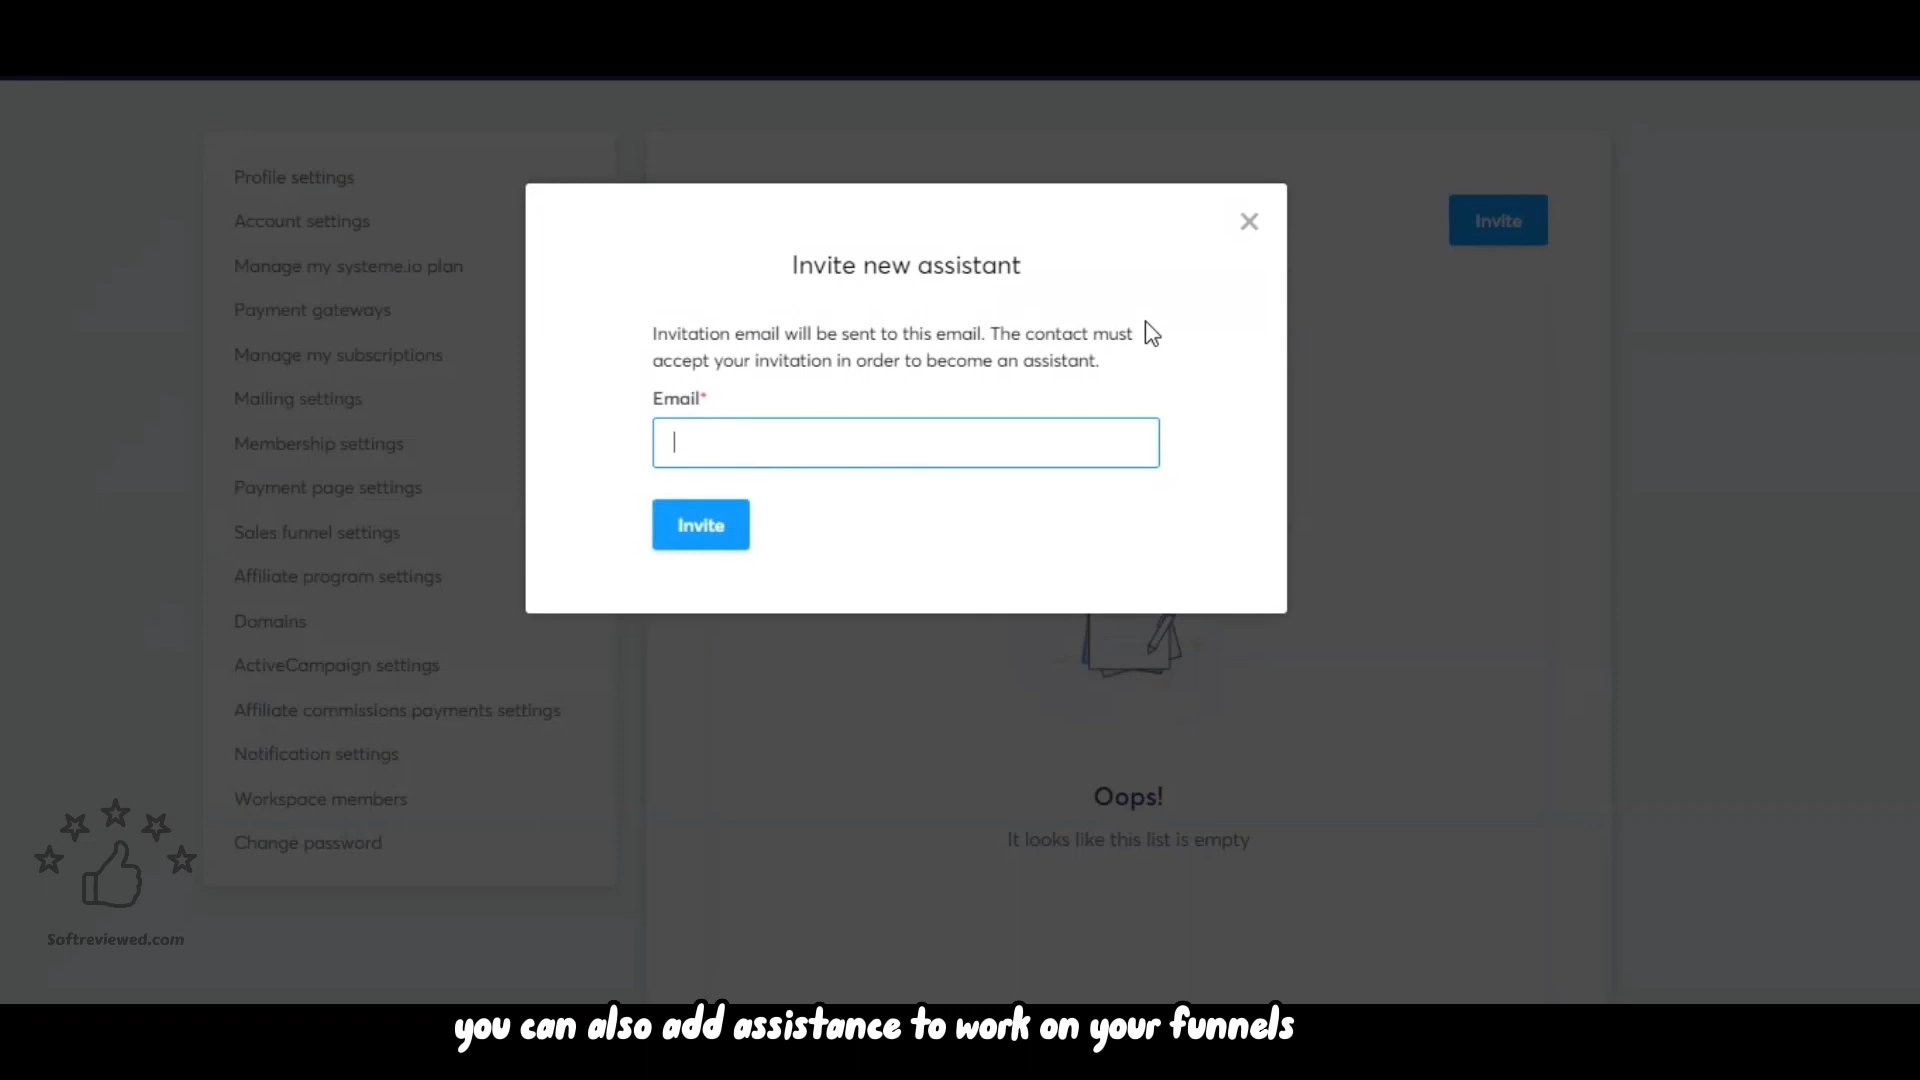 Profile settings
Account settings
Manage my systeme.io plan
Payment gateways
Manage my subscriptions
Mailing settings
Membership settings
Payment page settings
Sales funnel settings
Affiliate program settings
Domains
ActiveCampaign settings
Affiliate commissions payments settings
Notification settings
Workspace members
Change password
Invite
Invite new assistant
Invitation email will be sent to this email. The contact must
accept your invitation in order to become an assistant.
Email*
Invite
Oops!
It looks like this list is empty
Softreviewed.com
you can also add assistance to work on your funnels